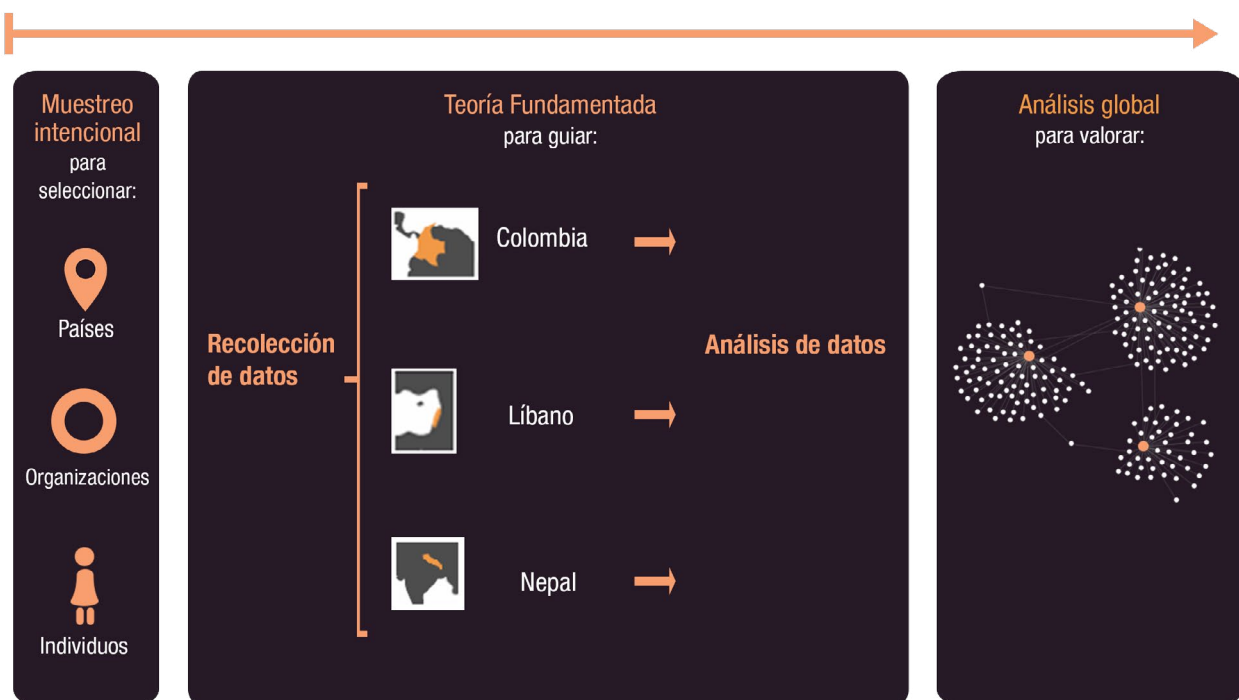 Muestreo
intencional
para
seleccionar:
Países
Organizaciones
Individuos
Teoría Fundamentada
para guiar:
Recolección
de datos
Colombia
Líbano
Nepal
Análisis de datos
Análisis global
para valorar: